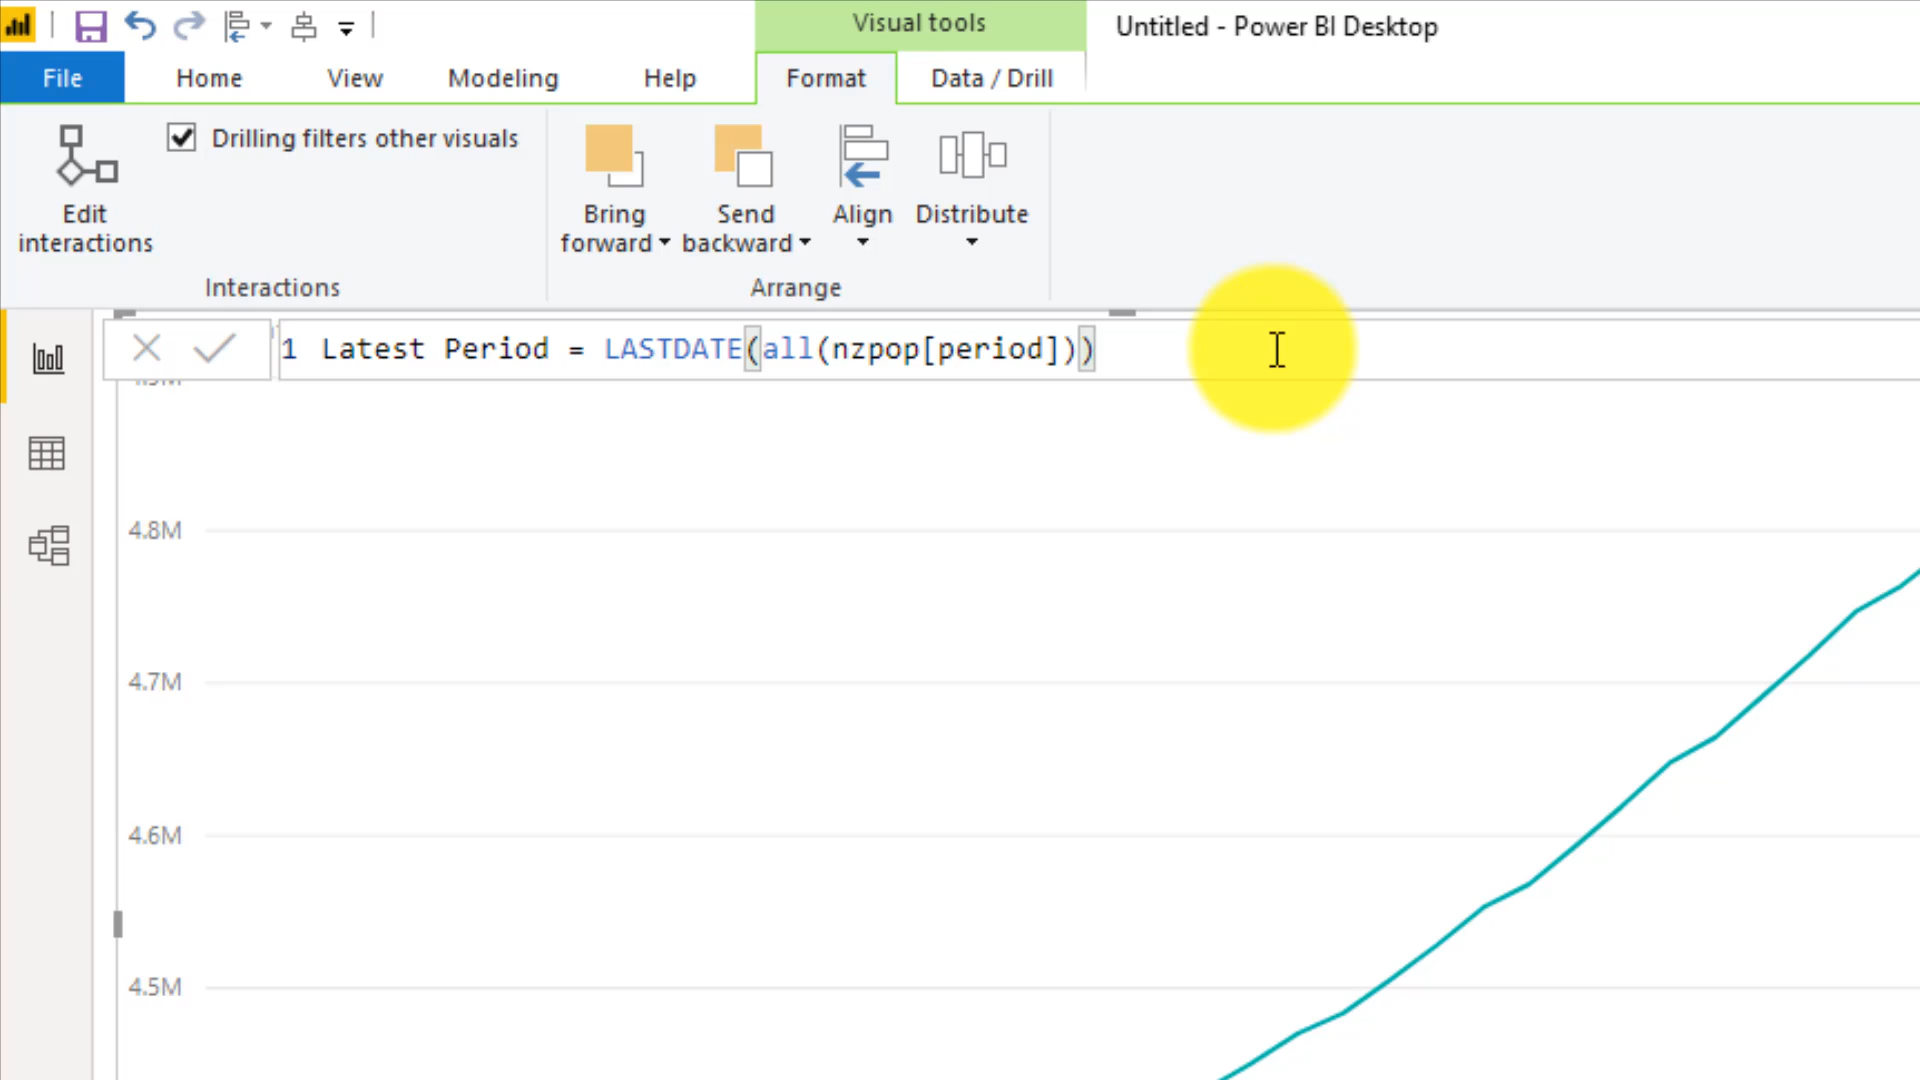 Visual tools
Untitled - Power BI Desktop
File Home View Modeling Help Format Data / Drill
Drilling filters other visuals
Edit interactions
Bring forward
Send backward
Align
Distribute
Interactions
Arrange
1 Latest Period = LASTDATE(all(nzpop[period]))
4.8M
4.7M
4.6M
4.5M